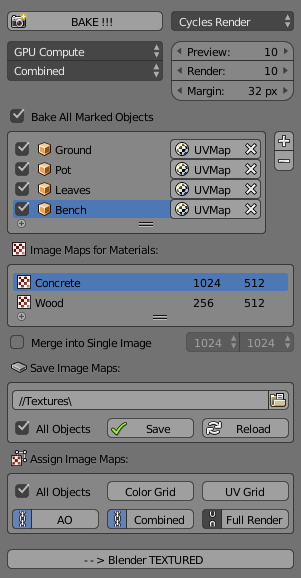 BAKE !!!
Cycles Render
GPU Compute
Combined
Preview: 10
Render: 10
Margin: 32 px
Bake All Marked Objects
Ground UVMap
Pot UVMap
Leaves UVMap
Bench UVMap
Image Maps for Materials:
Concrete 1024 512
Wood 256 512
Merge into Single Image 1024 1024
Save Image Maps:
//Textures\
All Objects Save Reload
Assign Image Maps:
All Objects Color Grid UV Grid
AO Combined Full Render
- - > Blender TEXTURED